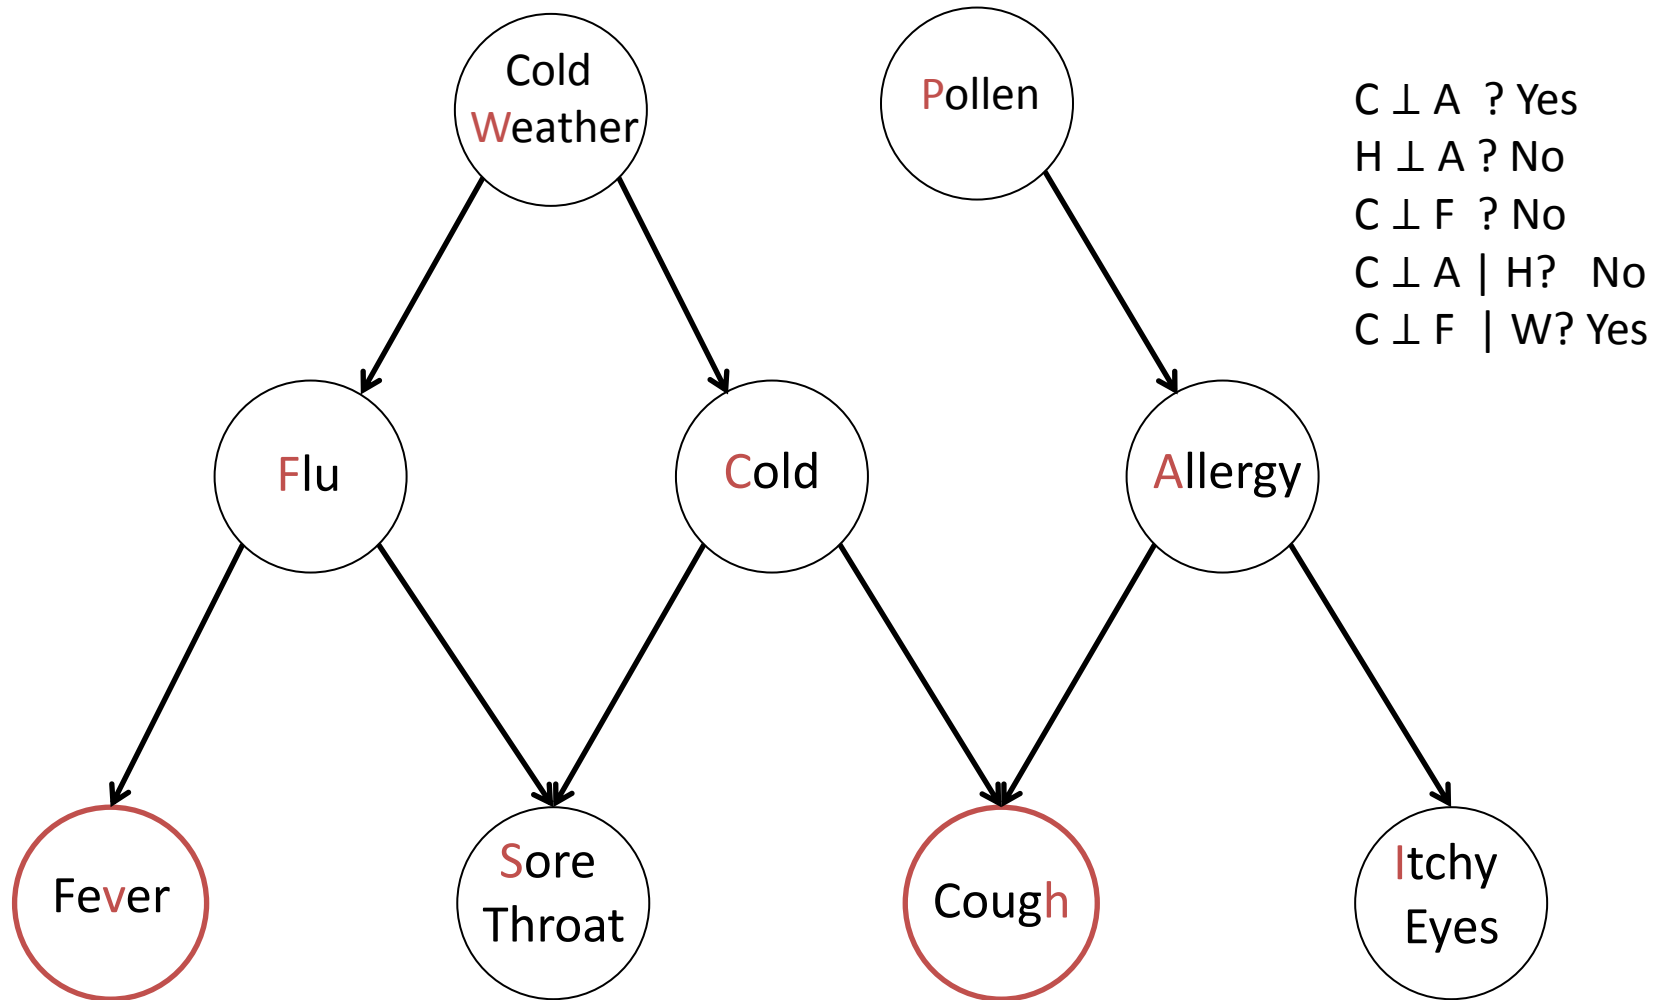 Cold
Weather
Pollen
C ⊥ A ? Yes
H ⊥ A ? No
C ⊥ F ? No
C ⊥ A | H? No
C ⊥ F | W? Yes
Flu
Cold
Allergy
Fever
Sore
Throat
Cough
Itchy
Eyes